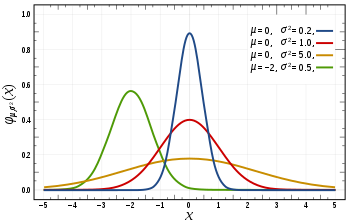 φμ,σ²(x)
1.0
0.8
0.6
0.4
0.2
0.0
μ= 0, σ²= 0.2,
μ= 0, σ²= 1.0,
μ= 0, σ²= 5.0,
μ= −2, σ²= 0.5,
−5 −4 −3 −2 −1 0 1 2 3 4 5
x